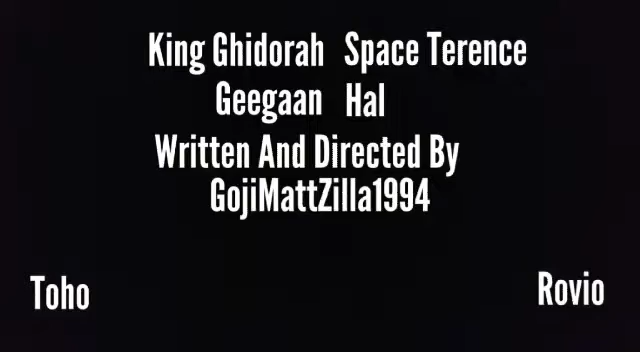 King Ghidorah Space Terence
Geegaan Hal
Written And Directed By
GojiMattZilla1994
Toho Rovio